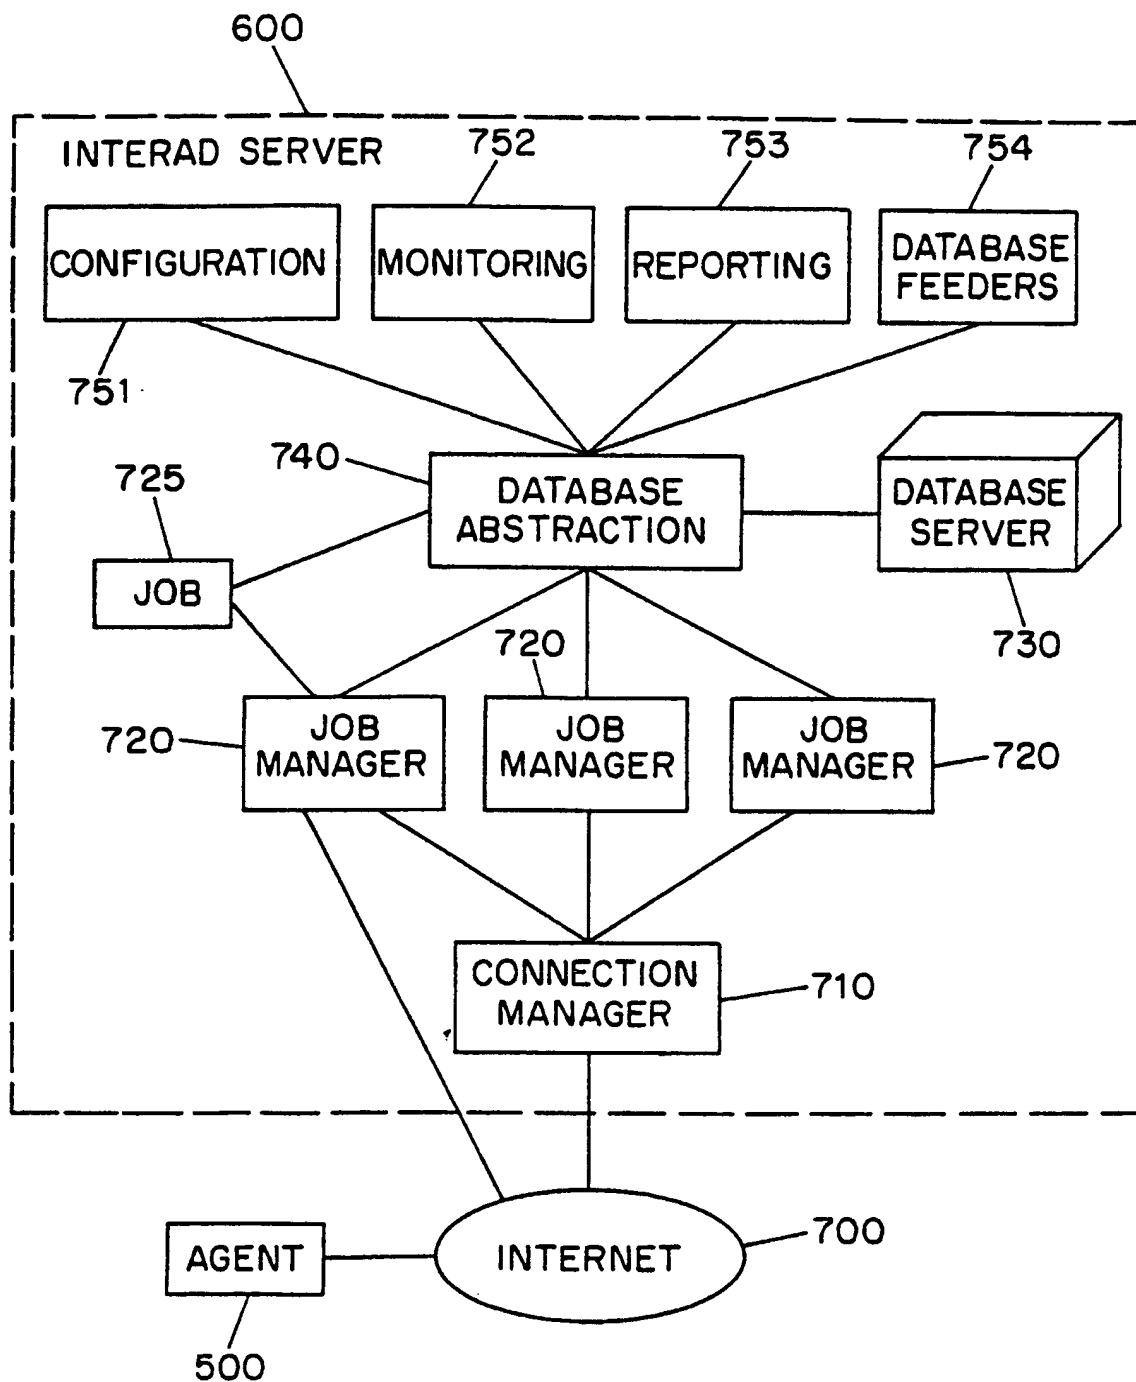 600
INTERAD SERVER
752
753
754
CONFIGURATION
MONITORING
REPORTING
DATABASE
FEEDERS
751
740
725
DATABASE
ABSTRACTION
DATABASE
SERVER
JOB
720
730
720
JOB
MANAGER
JOB
MANAGER
JOB
MANAGER
720
CONNECTION
MANAGER
710
AGENT
INTERNET
700
500